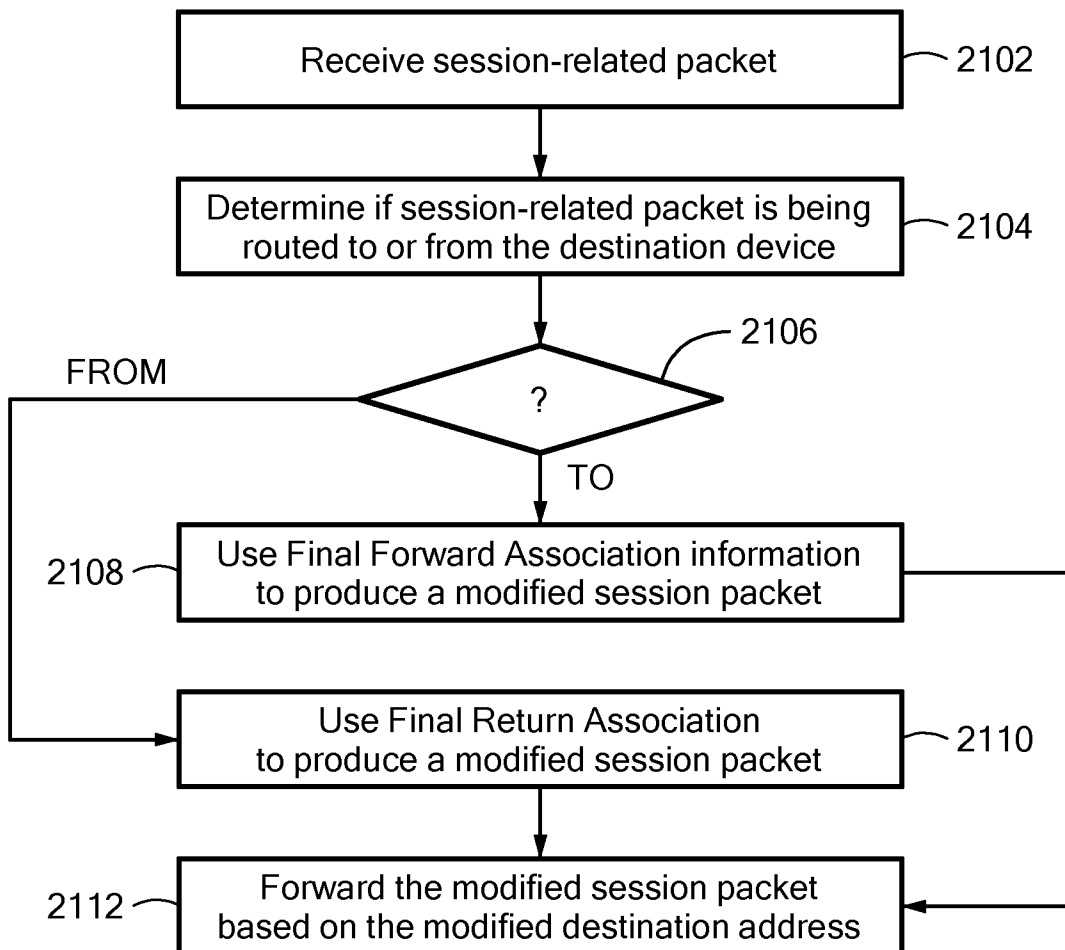 Receive session-related packet
2102
Determine if session-related packet is being
routed to or from the destination device
2104
2106
FROM
?
TO
2108
Use Final Forward Association information
to produce a modified session packet
Use Final Return Association
to produce a modified session packet
2110
2112
Forward the modified session packet
based on the modified destination address